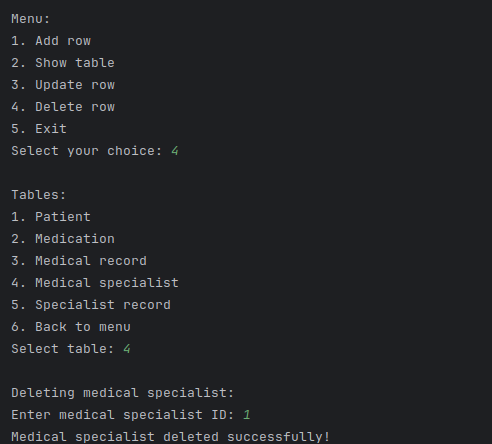 Menu:
1. Add row
2. Show table
3. Update row
4. Delete row
5. Exit
Select your choice: 4
Tables:
1. Patient
2. Medication
3. Medical record
4. Medical specialist
5. Specialist record
6. Back to menu
Select table: 4
Deleting medical specialist:
Enter medical specialist ID: 1
Medical specialist deleted successfully!